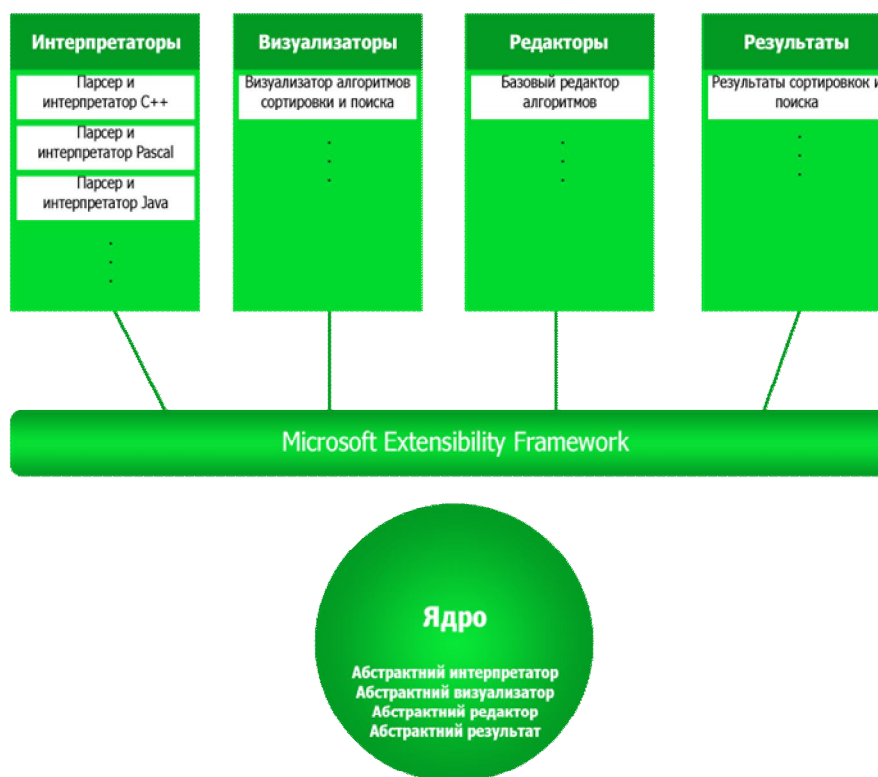 Интерпретаторы
Парсер и
интерпретатор C++
Парсер и
интерпретатор Pascal
Парсер и
интерпретатор Java
Визуализаторы
Визуализатор алгоритмов
сортировки и поиска
Редакторы
Базовый редактор
алгоритмов
Результаты
Результаты сортировкок и
поиска
Microsoft Extensibility Framework
Ядро
Абстрактний интерпретатор
Абстрактний визуализатор
Абстрактний редактор
Абстрактний результат